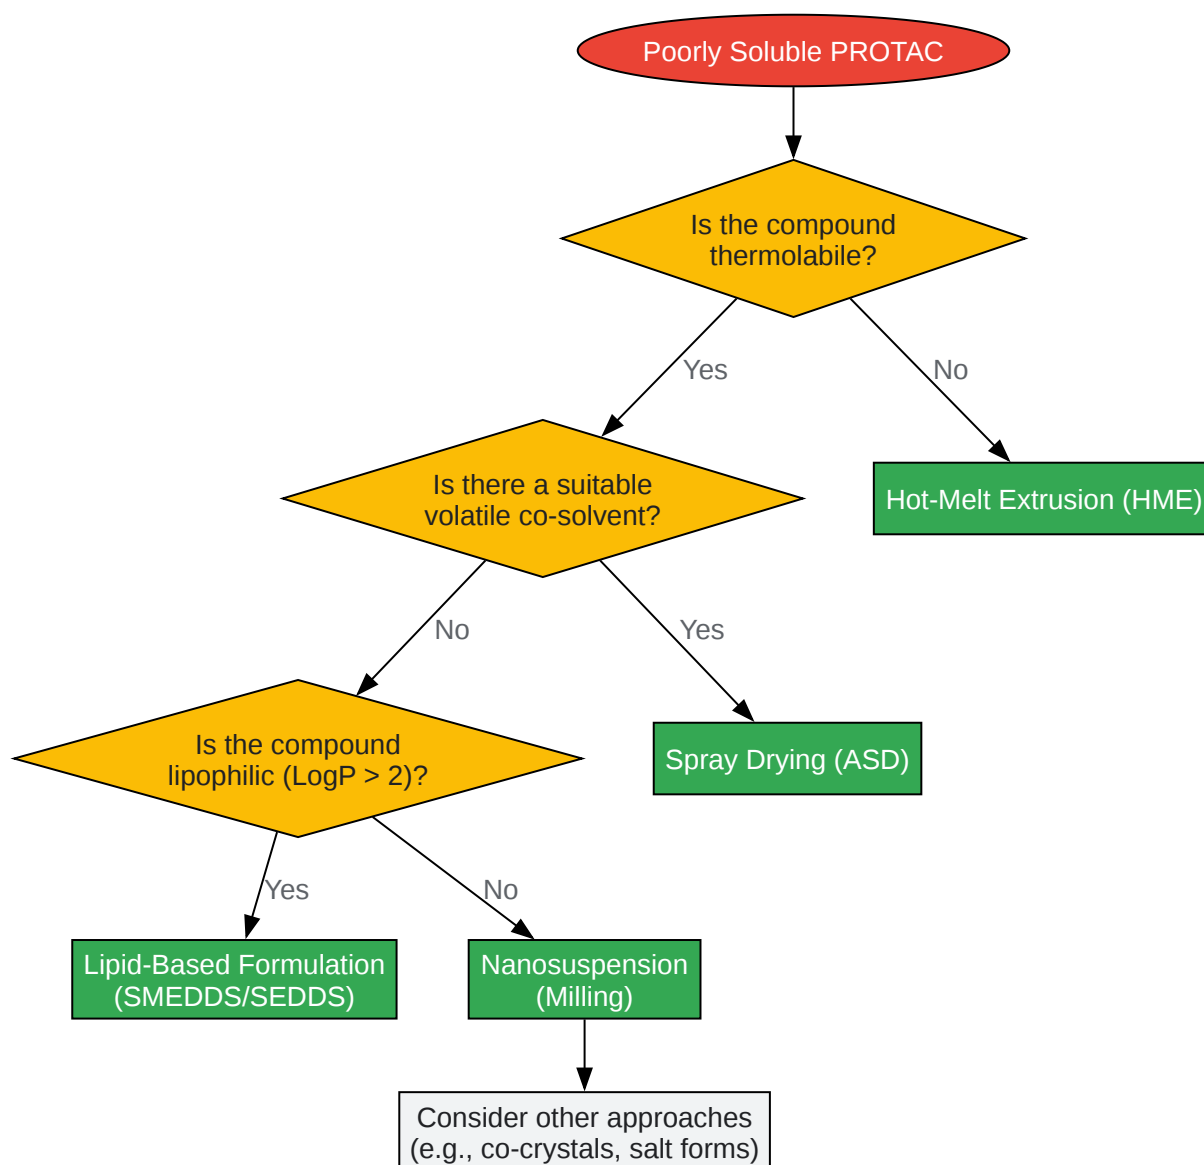 Poorly Soluble PROTAC
Is the compound
thermolabile?
Yes
No
Is there a suitable
volatile co-solvent?
Hot-Melt Extrusion (HME)
No
Yes
Is the compound
lipophilic (LogP > 2)?
Spray Drying (ASD)
Yes
No
Lipid-Based Formulation
(SMEDDS/SEDDS)
Nanosuspension
(Milling)
Consider other approaches
(e.g., co-crystals, salt forms)